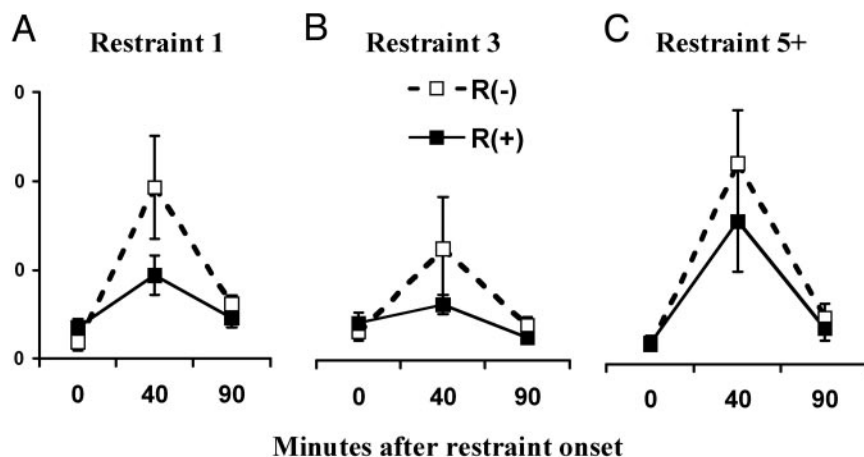 A Restraint 1
B Restraint 3
C Restraint 5+
R(-)
R(+)
0
0
0
0
0 40 90
0 40 90
0 40 90
Minutes after restraint onset